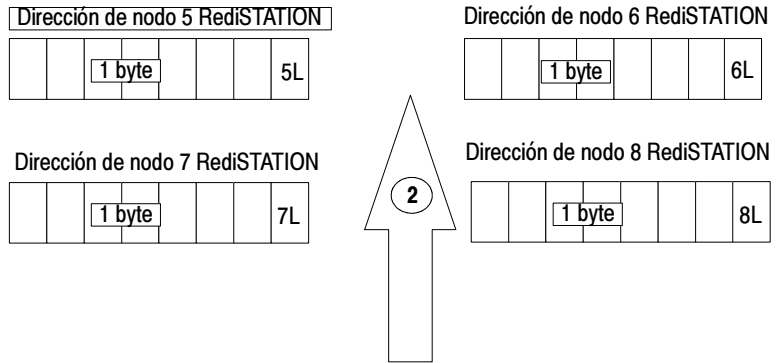 Dirección de nodo 5 RediSTATION
1 byte
5L
Dirección de nodo 6 RediSTATION
1 byte
6L
Dirección de nodo 7 RediSTATION
1 byte
7L
2
Dirección de nodo 8 RediSTATION
1 byte
8L